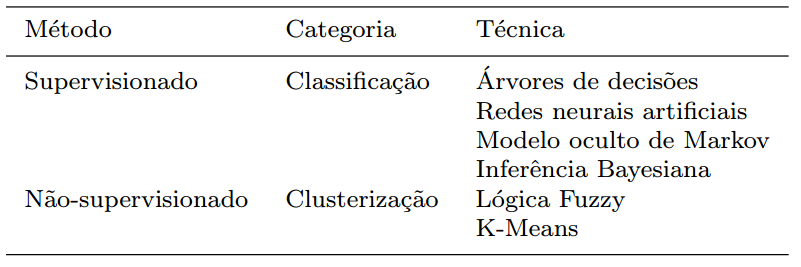 Método Categoria Técnica
Supervisionado Classificação Árvores de decisões
Redes neurais artificiais
Modelo oculto de Markov
Inferência Bayesiana
Não-supervisionado Clusterização Lógica Fuzzy
K-Means